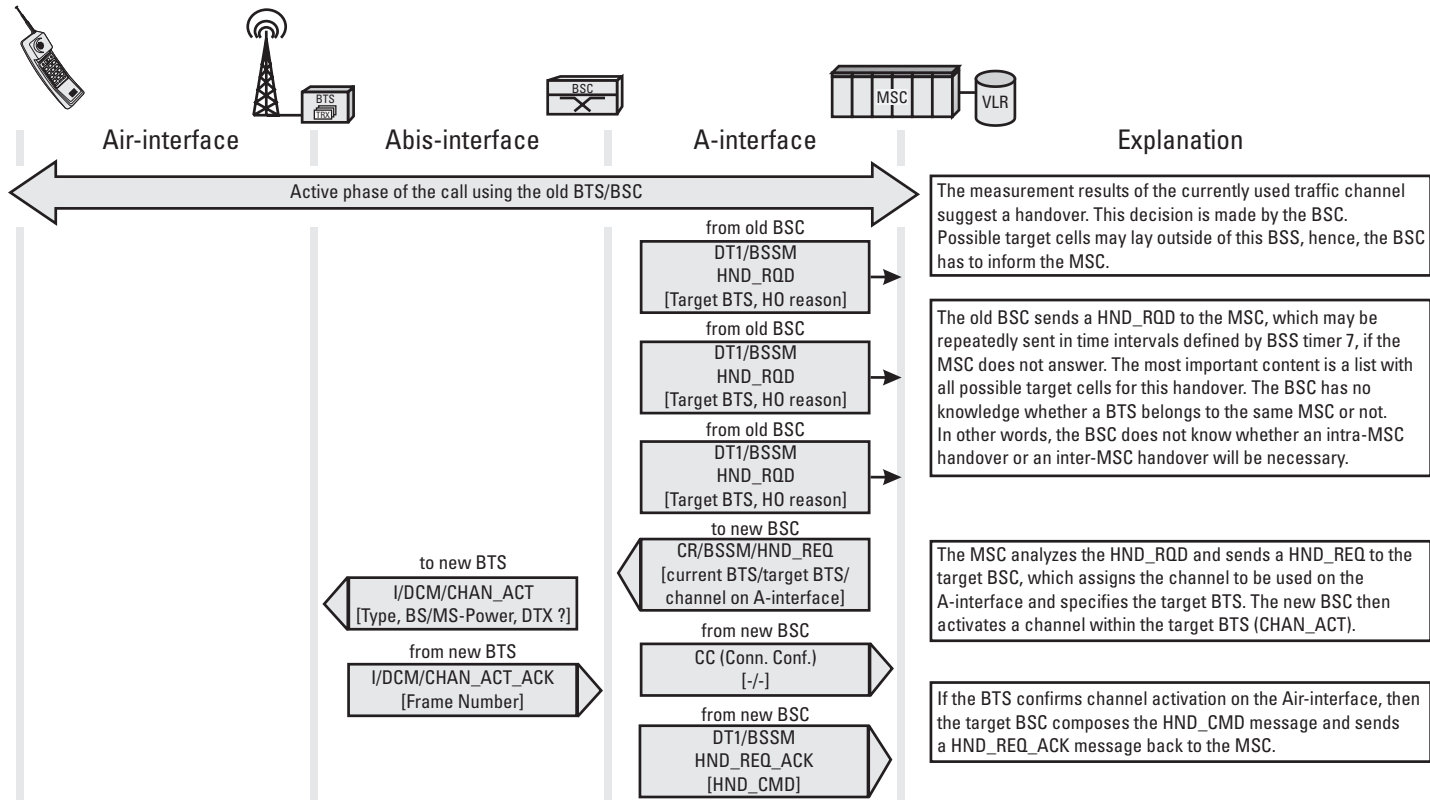 BTS
TRX
BSC
MSC
VLR
Air-interface
Abis-interface
A-interface
Explanation
Active phase of the call using the old BTS/BSC
The measurement results of the currently used traffic channel
suggest a handover. This decision is made by the BSC.
Possible target cells may lay outside of this BSS, hence, the BSC
has to inform the MSC.
from old BSC
DT1/BSSM
HND_RQD
[Target BTS, HO reason]
from old BSC
DT1/BSSM
HND_RQD
[Target BTS, HO reason]
from old BSC
DT1/BSSM
HND_RQD
[Target BTS, HO reason]
The old BSC sends a HND_RQD to the MSC, which may be
repeatedly sent in time intervals defined by BSS timer 7, if the
MSC does not answer. The most important content is a list with
all possible target cells for this handover. The BSC has no
knowledge whether a BTS belongs to the same MSC or not.
In other words, the BSC does not know whether an intra-MSC
handover or an inter-MSC handover will be necessary.
to new BSC
CR/BSSM/HND_REQ
[current BTS/target BTS/
channel on A-interface]
to new BTS
I/DCM/CHAN_ACT
[Type, BS/MS-Power, DTX ?]
The MSC analyzes the HND_RQD and sends a HND_REQ to the
target BSC, which assigns the channel to be used on the
A-interface and specifies the target BTS. The new BSC then
activates a channel within the target BTS (CHAN_ACT).
from new BSC
CC (Conn. Conf.)
[-/-]
from new BTS
I/DCM/CHAN_ACT_ACK
[Frame Number]
from new BSC
DT1/BSSM
HND_REQ_ACK
[HND_CMD]
If the BTS confirms channel activation on the Air-interface, then
the target BSC composes the HND_CMD message and sends
a HND_REQ_ACK message back to the MSC.